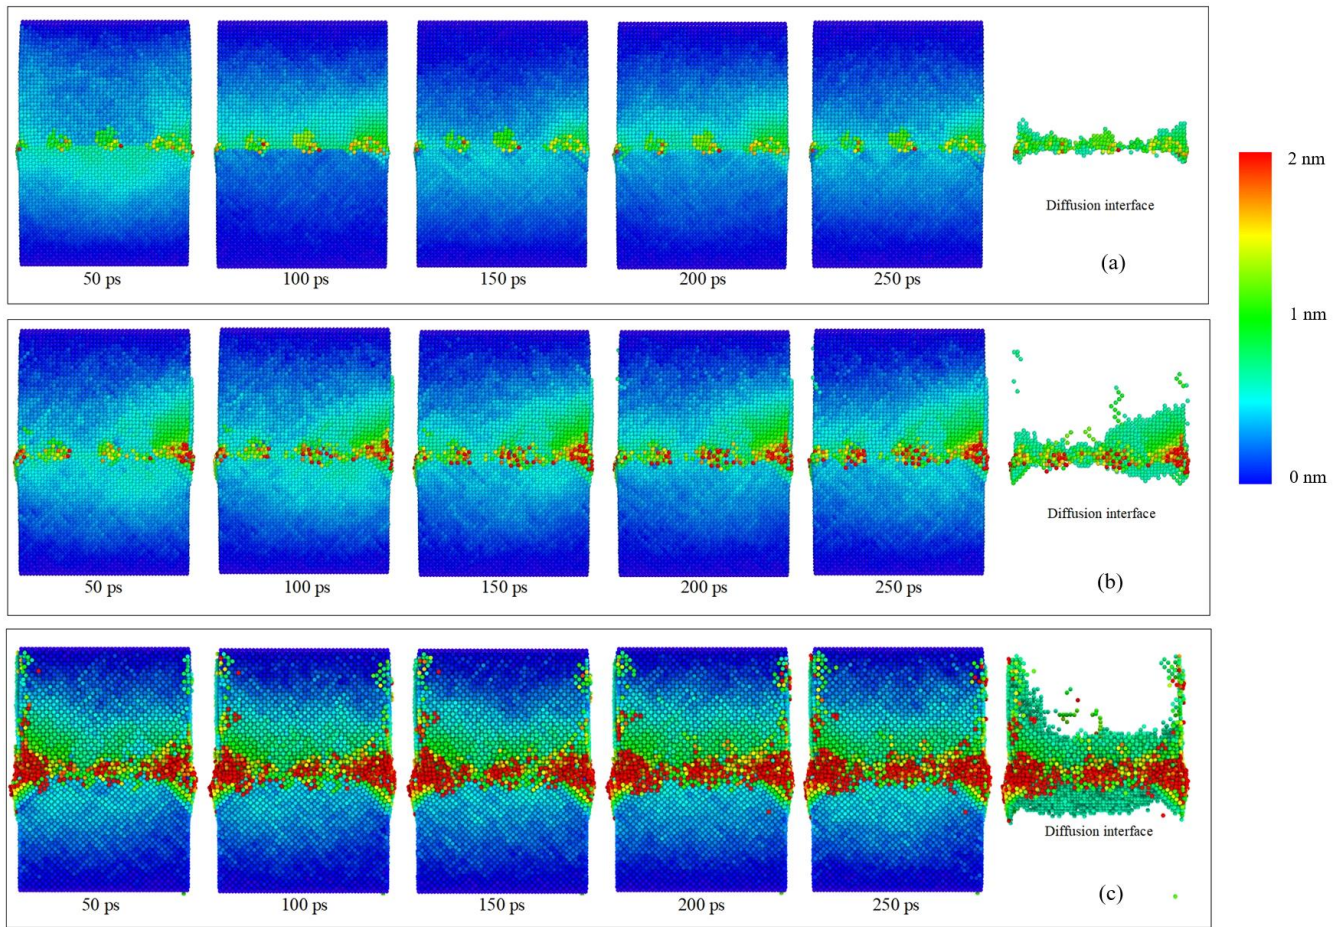 Diffusion interface
(a)
50 ps
100 ps
150 ps
200 ps
250 ps
2 nm
1 nm
0 nm
Diffusion interface
(b)
50 ps
100 ps
150 ps
200 ps
250 ps
Diffusion interface
(c)
50 ps
100 ps
150 ps
200 ps
250 ps